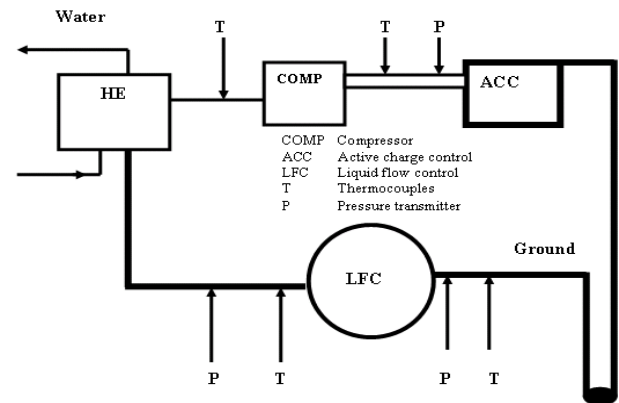 Water
T
T
P
HE
COMP
ACC
COMP Compressor
ACC Active charge control
LFC Liquid flow control
T Thermocouples
P Pressure transmitter
Ground
LFC
P
T
P
T